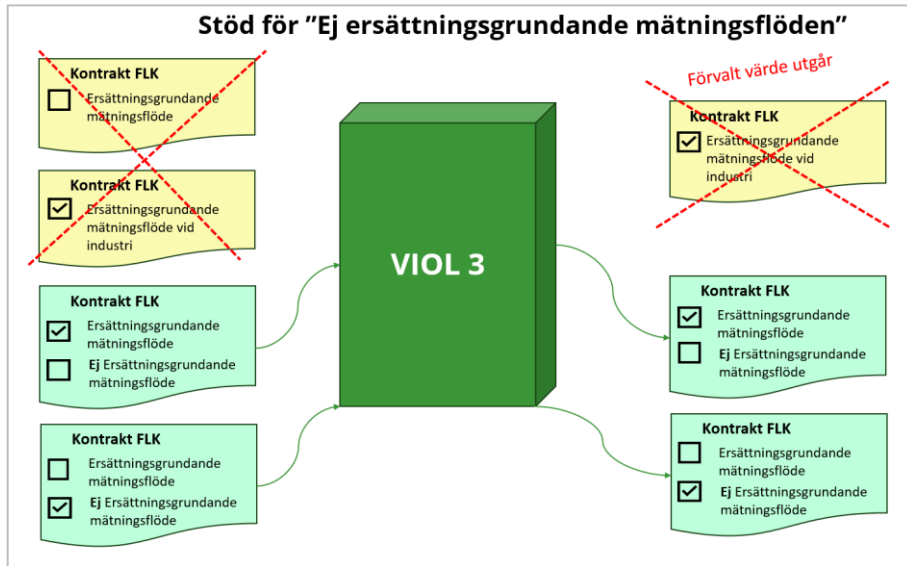 Stöd för ”Ej ersättningsgrundande mätningsflöden”
Kontrakt FLK
Ersättningsgrundande
mätningsflöde
Kontrakt FLK
Ersättningsgrundande
mätningsflöde vid
industri
Kontrakt FLK
Ersättningsgrundande
mätningsflöde
Ej Ersättningsgrundande
mätningsflöde
Kontrakt FLK
Ersättningsgrundande
mätningsflöde
Ej Ersättningsgrundande
mätningsflöde
VIOL 3
Förvalt värde utgår
Kontrakt FLK
Ersättningsgrundande
mätningsflöde vid
industri
Kontrakt FLK
Ersättningsgrundande
mätningsflöde
Ej Ersättningsgrundande
mätningsflöde
Kontrakt FLK
Ersättningsgrundande
mätningsflöde
Ej Ersättningsgrundande
mätningsflöde